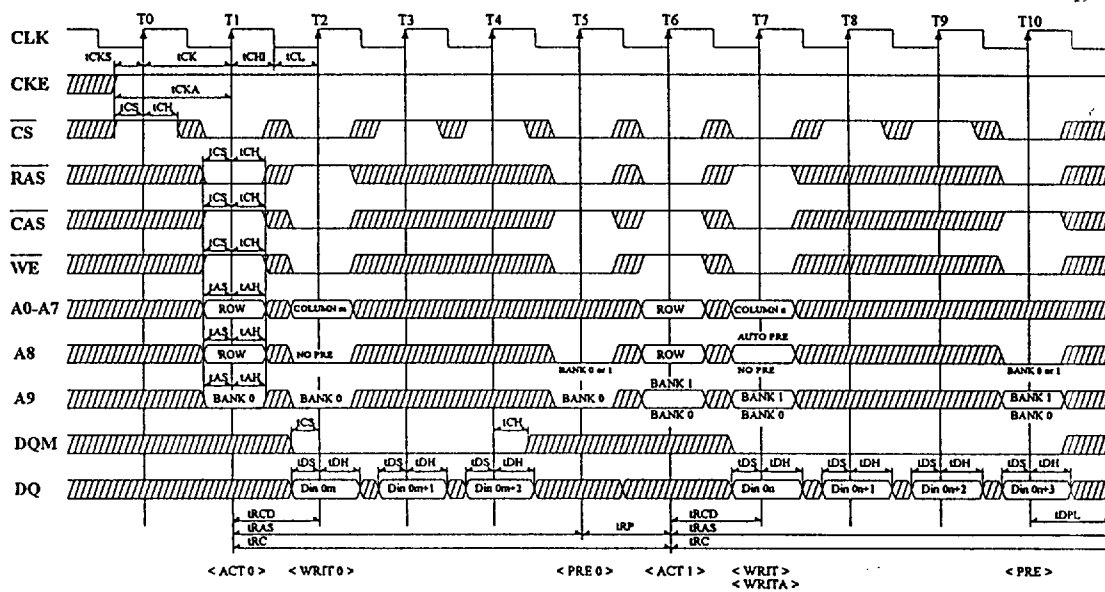 T0 T1 T2 T3 T4 T5 T6 T7 T8 T9 T10
CLK
tCKS tCK tCHI tCL
CKE
tCKA
tCS tCH
CS
tCS tCH
RAS
tCS tCH
CAS
tCS tCH
WE
tAS tAH
A0-A7 ROW COLUMN m ROW COLUMN n
tAS tAH AUTO PRE
A8 ROW NO PRE ROW
tAS tAH BANK 0 or 1 BANK 1 NO PRE BANK 0 or 1
A9 BANK 0 BANK 0 BANK 0 BANK 1 BANK 1
tCS tCH BANK 0 BANK 0 BANK 0
DQM
tDS tDH tDS tDH tDS tDH tDS tDH tDS tDH tDS tDH tDS tDH
DQ Din 0m Din 0m+1 Din 0m+2 Din 0n Din 0n+1 Din 0n+2 Din 0n+3
tRCD tRCD tDPL
tRAS tRP tRAS
tRC tRC
< ACT 0 > < WRIT 0 > < PRE 0 > < ACT 1 > < WRIT > < PRE >
< WRITA >